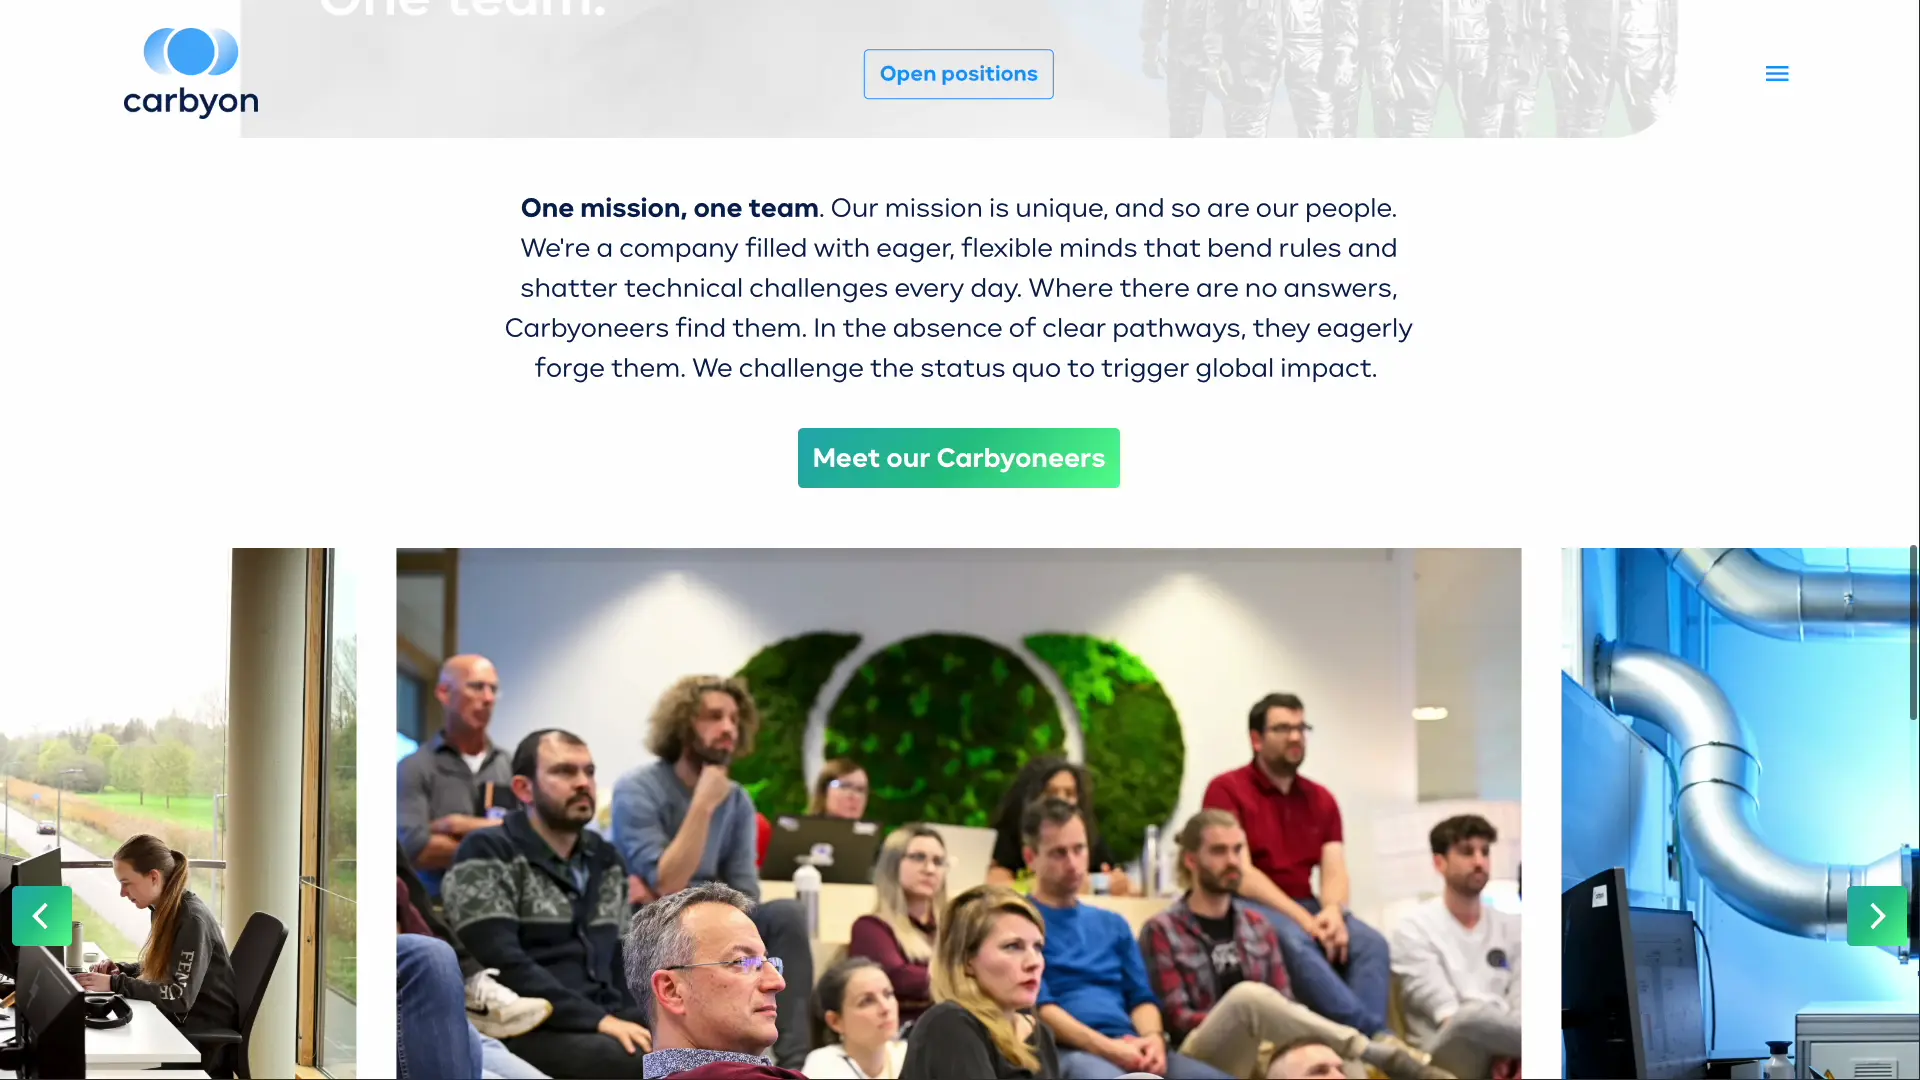 One team.
carbyon
Open positions
One mission, one team. Our mission is unique, and so are our people.
We're a company filled with eager, flexible minds that bend rules and
shatter technical challenges every day. Where there are no answers,
Carbyoneers find them. In the absence of clear pathways, they eagerly
forge them. We challenge the status quo to trigger global impact.
Meet our Carbyoneers